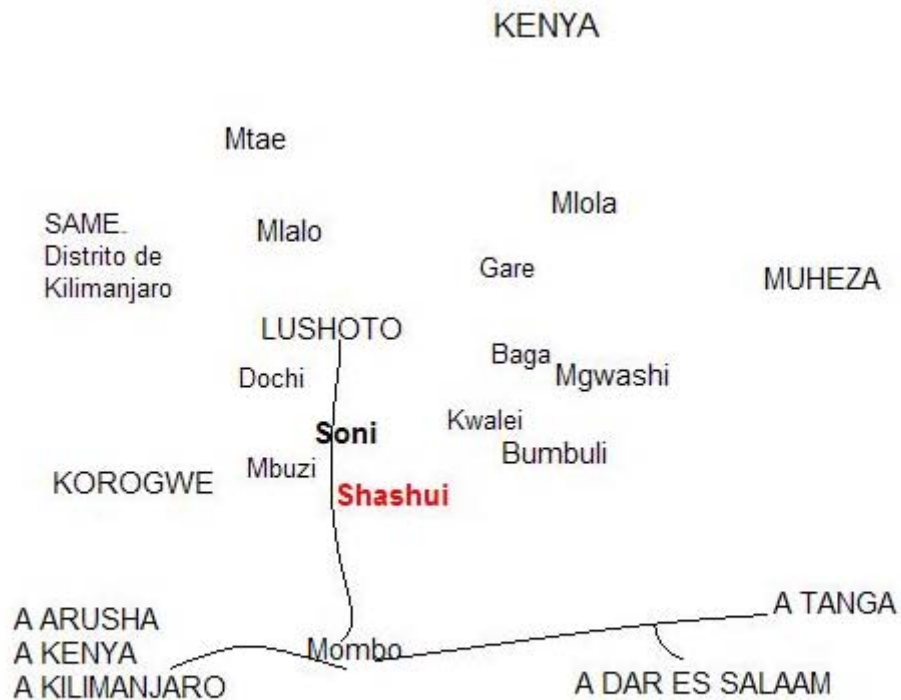 KENYA
Mtae
Mlola
SAME.
Distrito de
Kilimanjaro
Mlalo
Gare
MUHEZA
LUSHOTO
Baga
Mgwashi
Dochi
Kwalei
Soni
Bumbuli
Mbuzi
KOROGWE
Shashui
A TANGA
A ARUSHA
A KENYA
A KILIMANJARO
Mombo
A DAR ES SALAAM